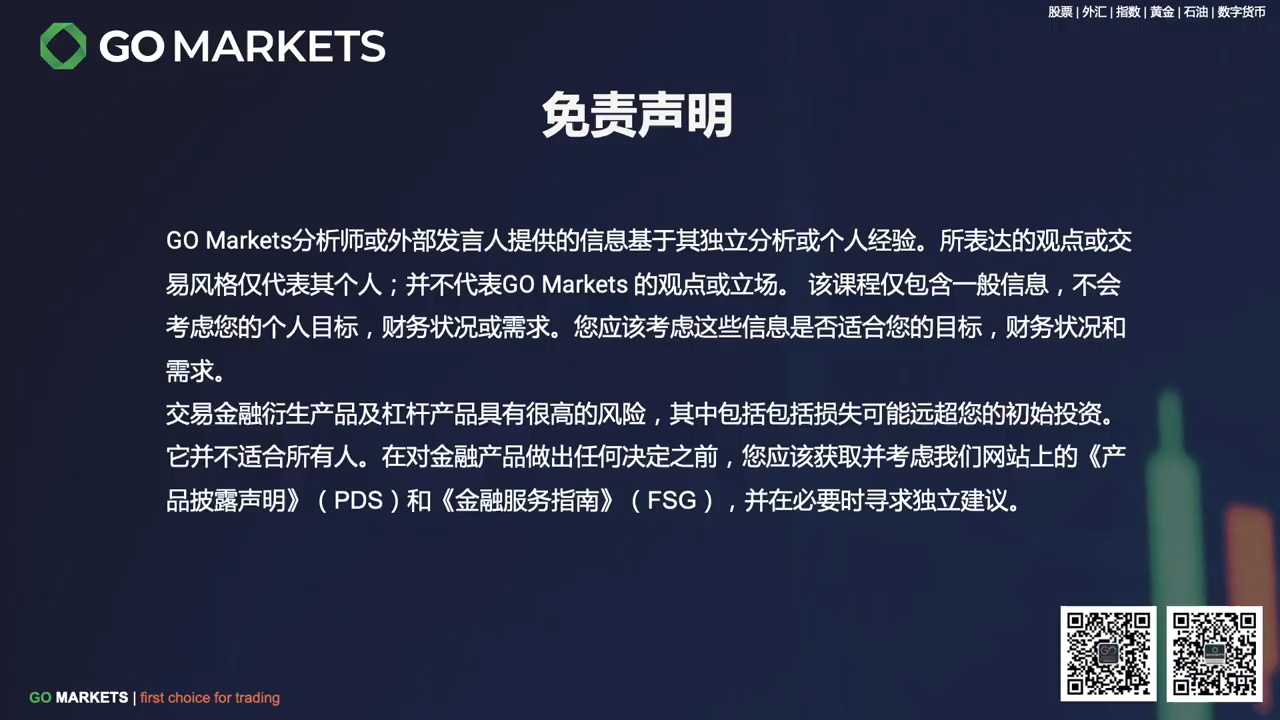 股票 | 外汇 | 指数 | 黄金 | 石油 | 数字货币
GO MARKETS
免责声明
GO Markets分析师或外部发言人提供的信息基于其独立分析或个人经验。所表达的观点或交
易风格仅代表其个人；并不代表GO Markets 的观点或立场。 该课程仅包含一般信息，不会
考虑您的个人目标，财务状况或需求。您应该考虑这些信息是否适合您的目标，财务状况和
需求。
交易金融衍生产品及杠杆产品具有很高的风险，其中包括包括损失可能远超您的初始投资。
它并不适合所有人。在对金融产品做出任何决定之前，您应该获取并考虑我们网站上的《产
品披露声明》（PDS）和《金融服务指南》（FSG），并在必要时寻求独立建议。
GO MARKETS | first choice for trading